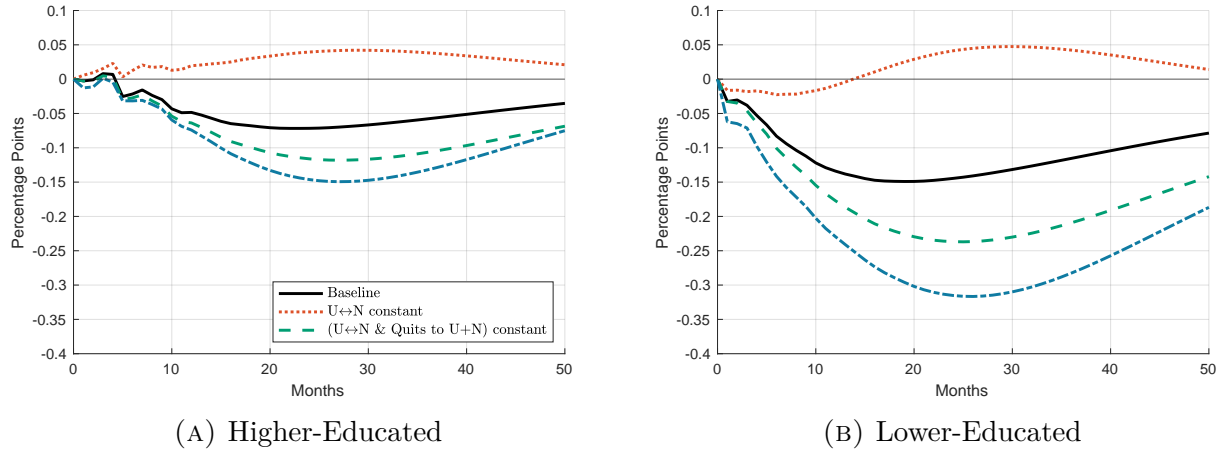 0.1
0.05
0
-0.05
-0.1
-0.15
-0.2
-0.25
-0.3
-0.35
-0.4
Percentage Points
Baseline
U↔N constant
(U↔N & Quits to U+N) constant
0 10 20 30 40 50
Months
(A) Higher-Educated
0.1
0.05
0
-0.05
-0.1
-0.15
-0.2
-0.25
-0.3
-0.35
-0.4
Percentage Points
0 10 20 30 40 50
Months
(B) Lower-Educated